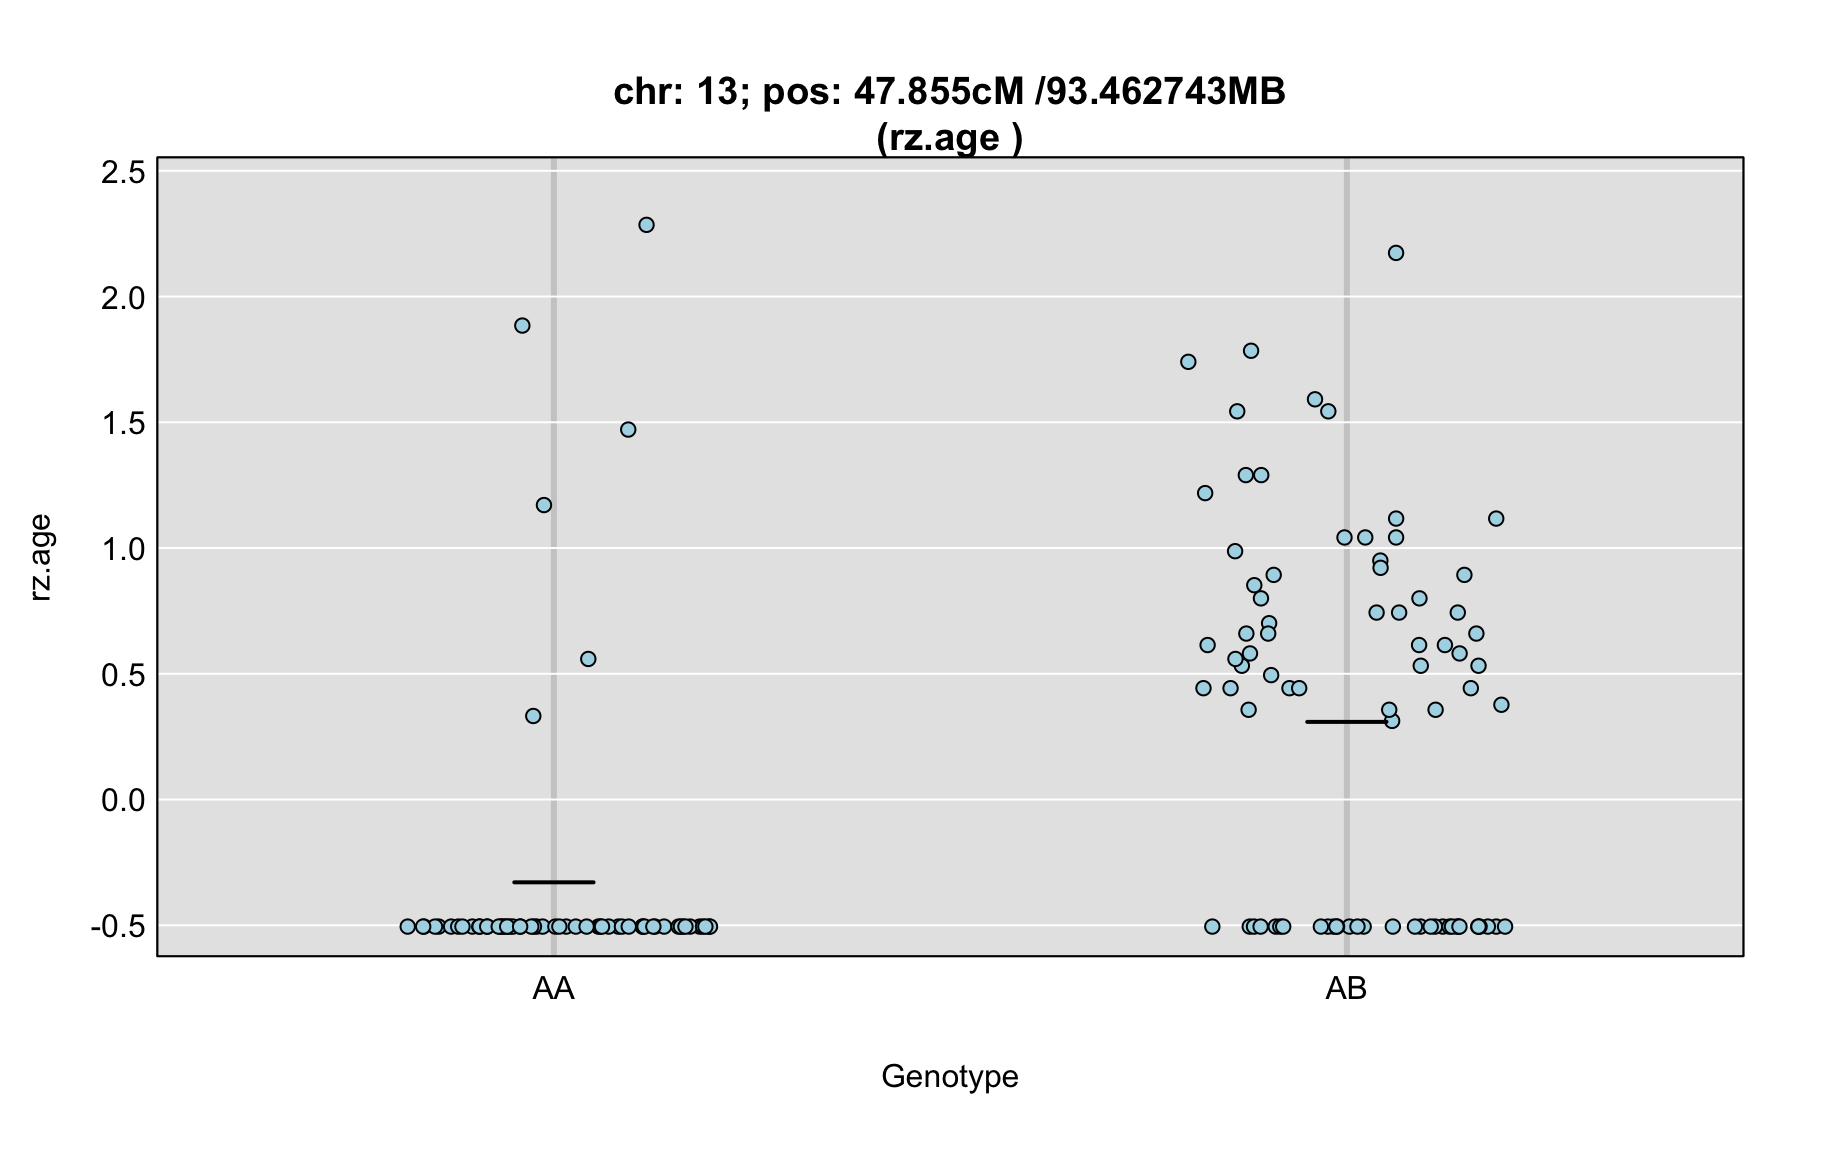 chr: 13; pos: 47.855cM /93.462743MB
(rz.age )
2.5
2.0
1.5
1.0
0.5
0.0
-0.5
rz.age
AA
AB
Genotype